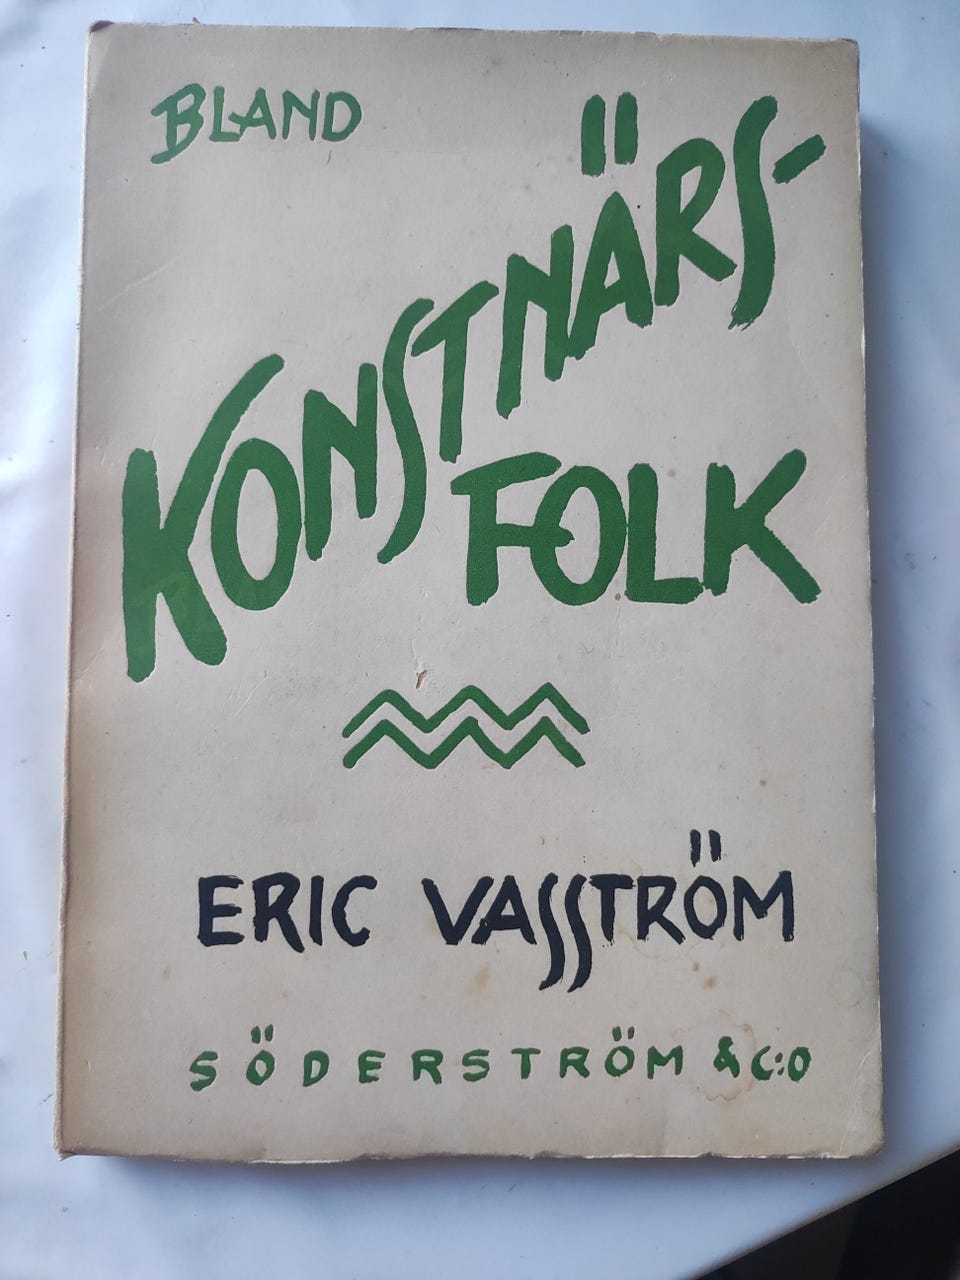 BLAND
KONSTNÄRS-
FOLK
ERIC VASSTRÖM
SÖDERSTRÖM & C:O